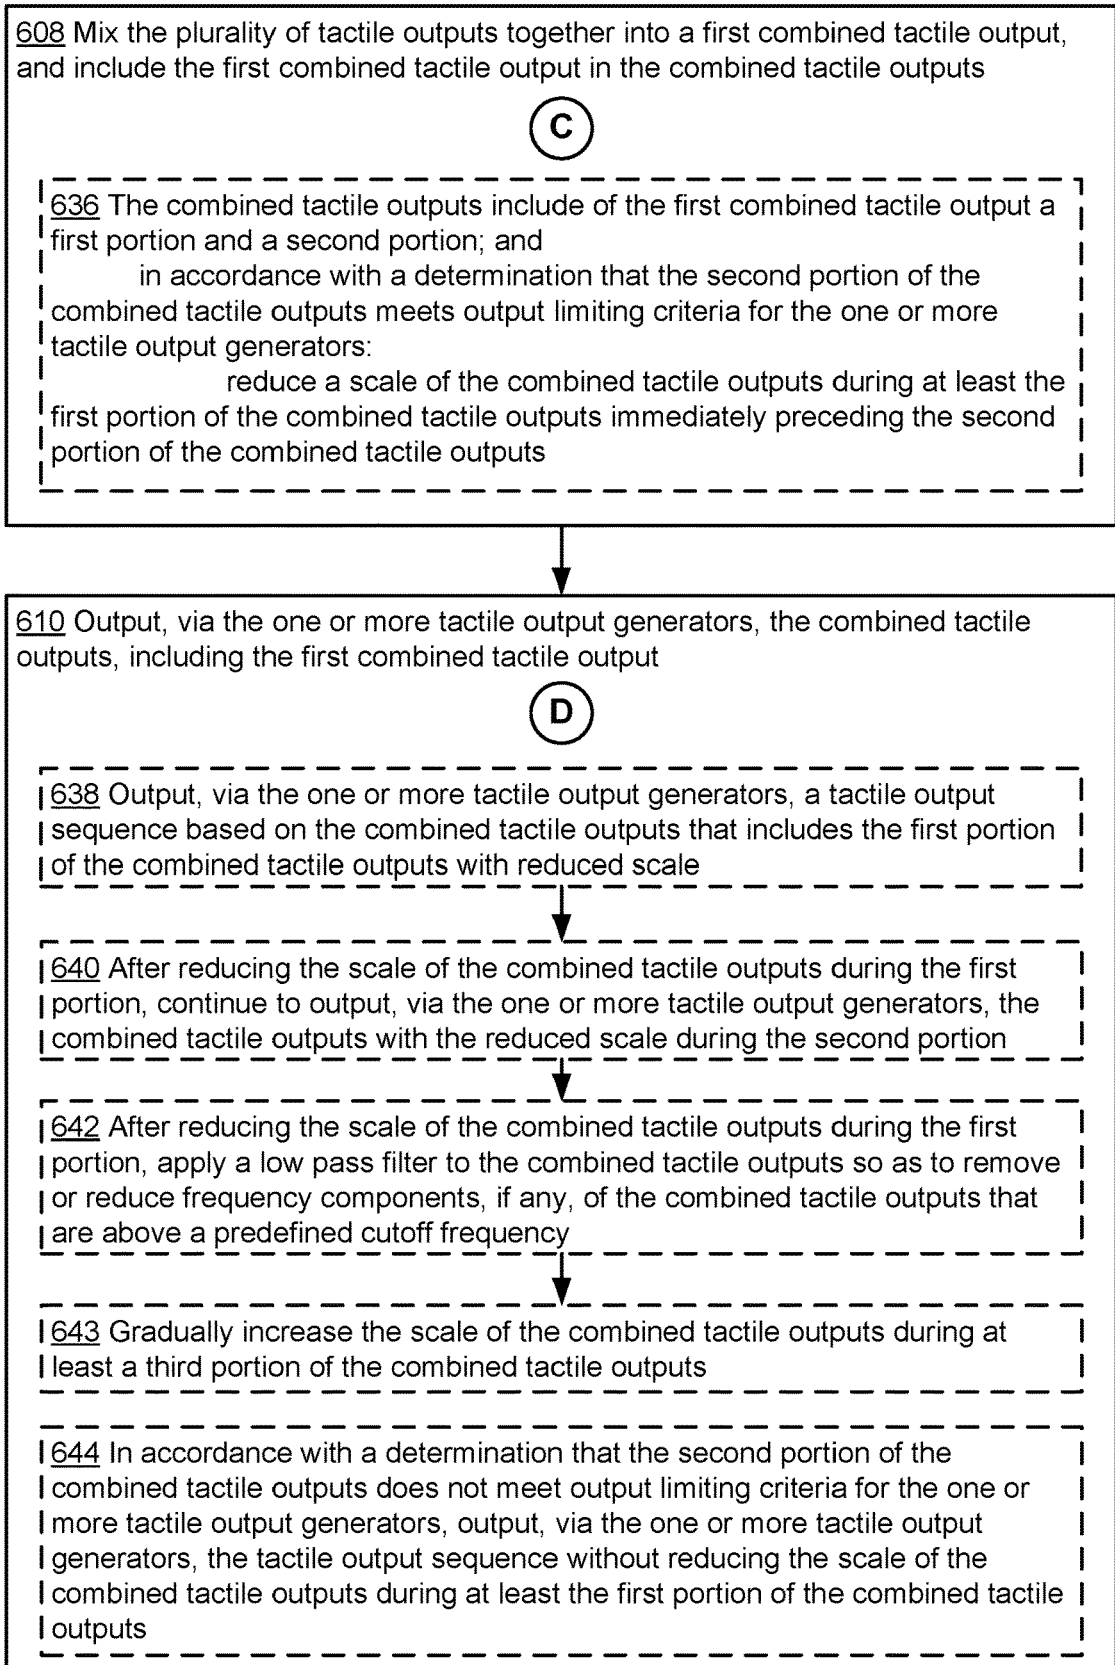 608 Mix the plurality of tactile outputs together into a first combined tactile output,
and include the first combined tactile output in the combined tactile outputs
C
636 The combined tactile outputs include of the first combined tactile output a
first portion and a second portion; and
in accordance with a determination that the second portion of the
combined tactile outputs meets output limiting criteria for the one or more
tactile output generators:
reduce a scale of the combined tactile outputs during at least the
first portion of the combined tactile outputs immediately preceding the second
portion of the combined tactile outputs
610 Output, via the one or more tactile output generators, the combined tactile
outputs, including the first combined tactile output
D
638 Output, via the one or more tactile output generators, a tactile output
sequence based on the combined tactile outputs that includes the first portion
of the combined tactile outputs with reduced scale
640 After reducing the scale of the combined tactile outputs during the first
portion, continue to output, via the one or more tactile output generators, the
combined tactile outputs with the reduced scale during the second portion
642 After reducing the scale of the combined tactile outputs during the first
portion, apply a low pass filter to the combined tactile outputs so as to remove
or reduce frequency components, if any, of the combined tactile outputs that
are above a predefined cutoff frequency
643 Gradually increase the scale of the combined tactile outputs during at
least a third portion of the combined tactile outputs
644 In accordance with a determination that the second portion of the
combined tactile outputs does not meet output limiting criteria for the one or
more tactile output generators, output, via the one or more tactile output
generators, the tactile output sequence without reducing the scale of the
combined tactile outputs during at least the first portion of the combined tactile
outputs